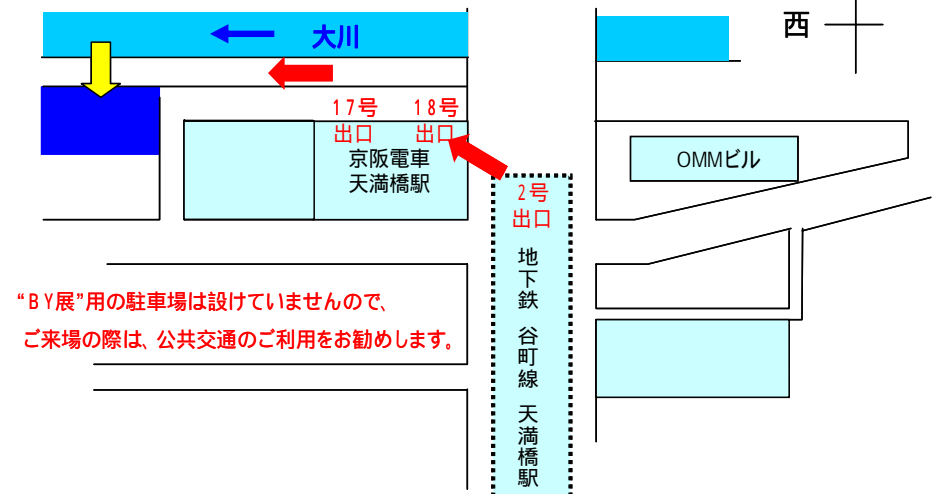 大川
西
17号
出口
18号
出口
京阪電車
天満橋駅
OMMビル
2号
出口
地下鉄 谷町線 天満橋駅
“BY展”用の駐車場は設けていませんので、
ご来場の際は、公共交通のご利用をお勧めします。